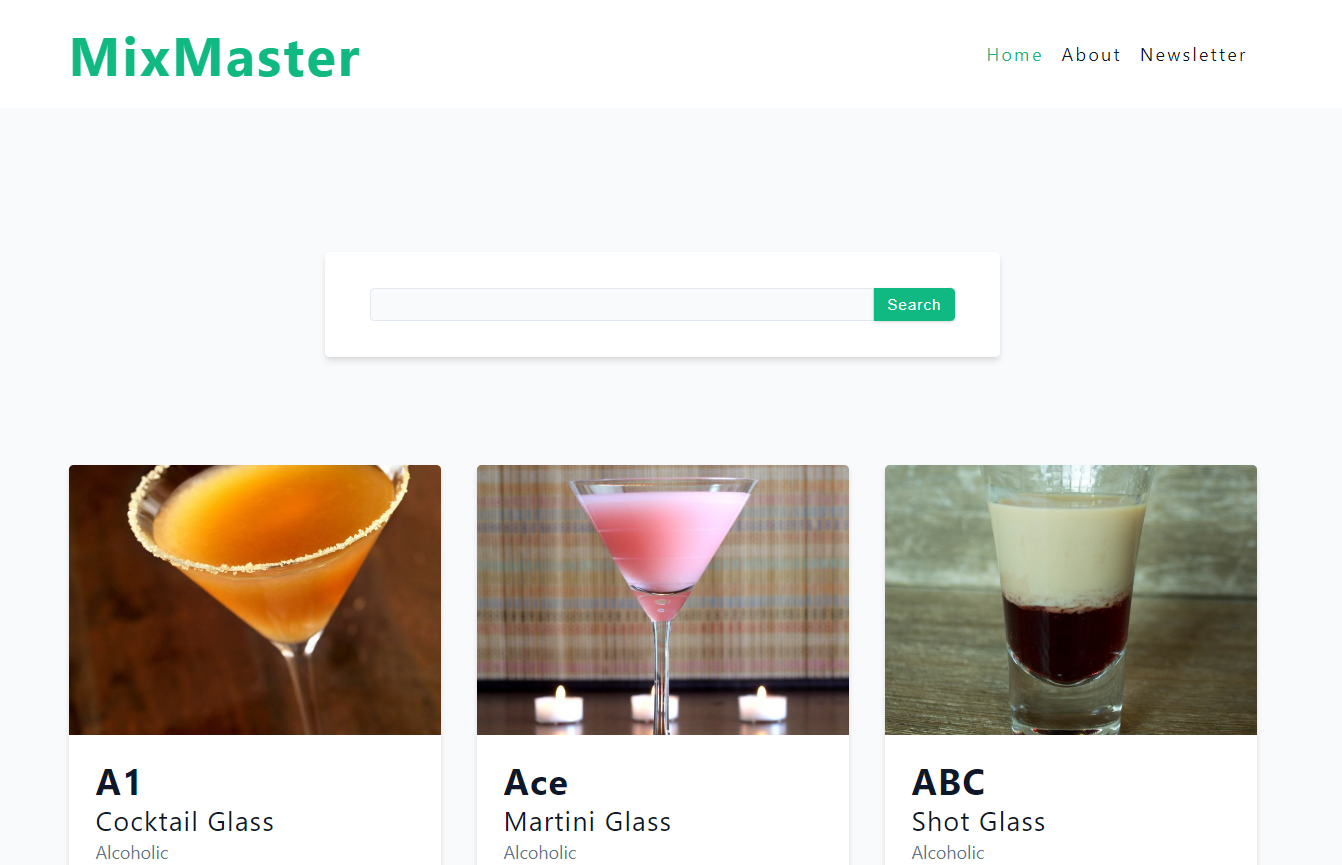 MixMaster
Home About Newsletter
Search
A1
Cocktail Glass
Alcoholic
Ace
Martini Glass
Alcoholic
ABC
Shot Glass
Alcoholic